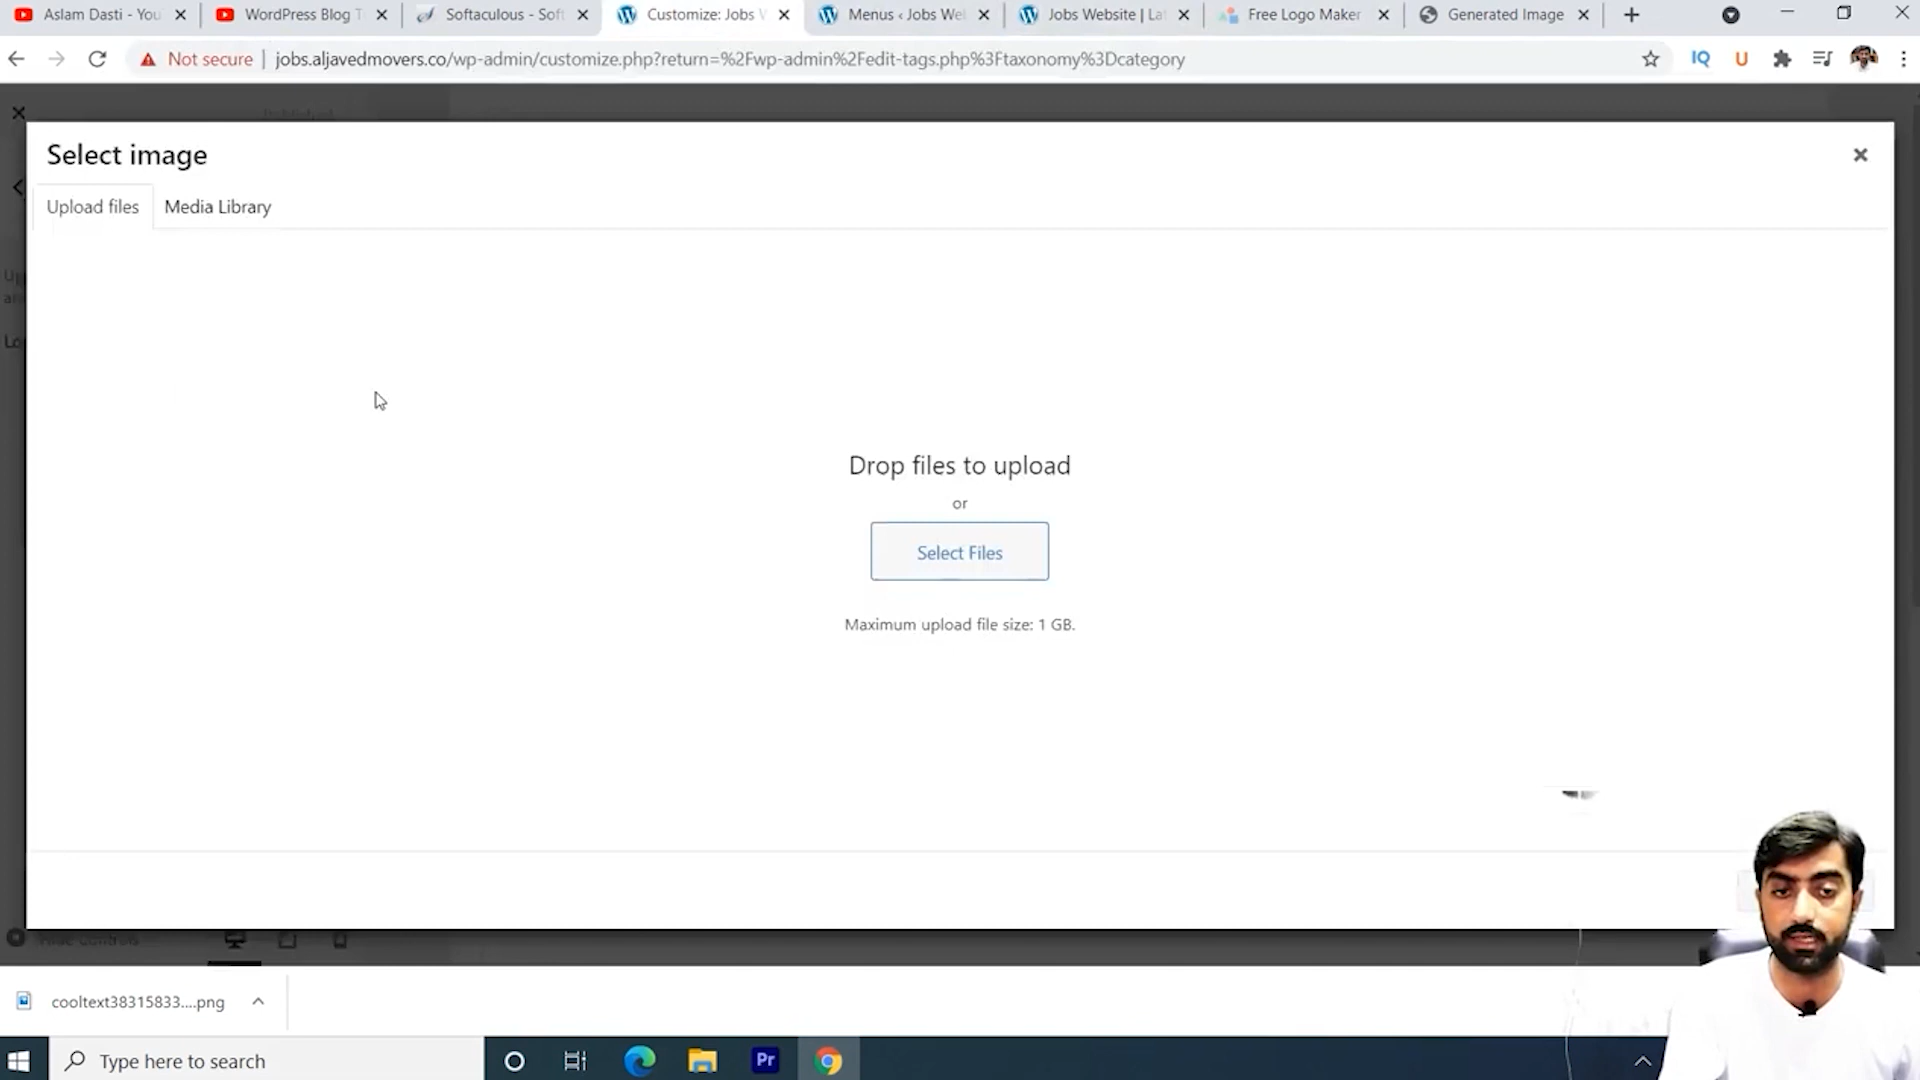 Aslam Dasti - You
WordPress Blog T
Softaculous - Soft
Customize: Jobs W
Menus ‹ Jobs Wel
Jobs Website | Lat
Free Logo Maker
Generated Image
Not secure | jobs.aljavedmovers.co/wp-admin/customize.php?return=%2Fwp-admin%2Fedit-tags.php%3Ftaxonomy%3Dcategory
IQ
U
Select image
Upload files
Media Library
Drop files to upload
or
Select Files
Maximum upload file size: 1 GB.
cooltext38315833....png
Type here to search
Pr